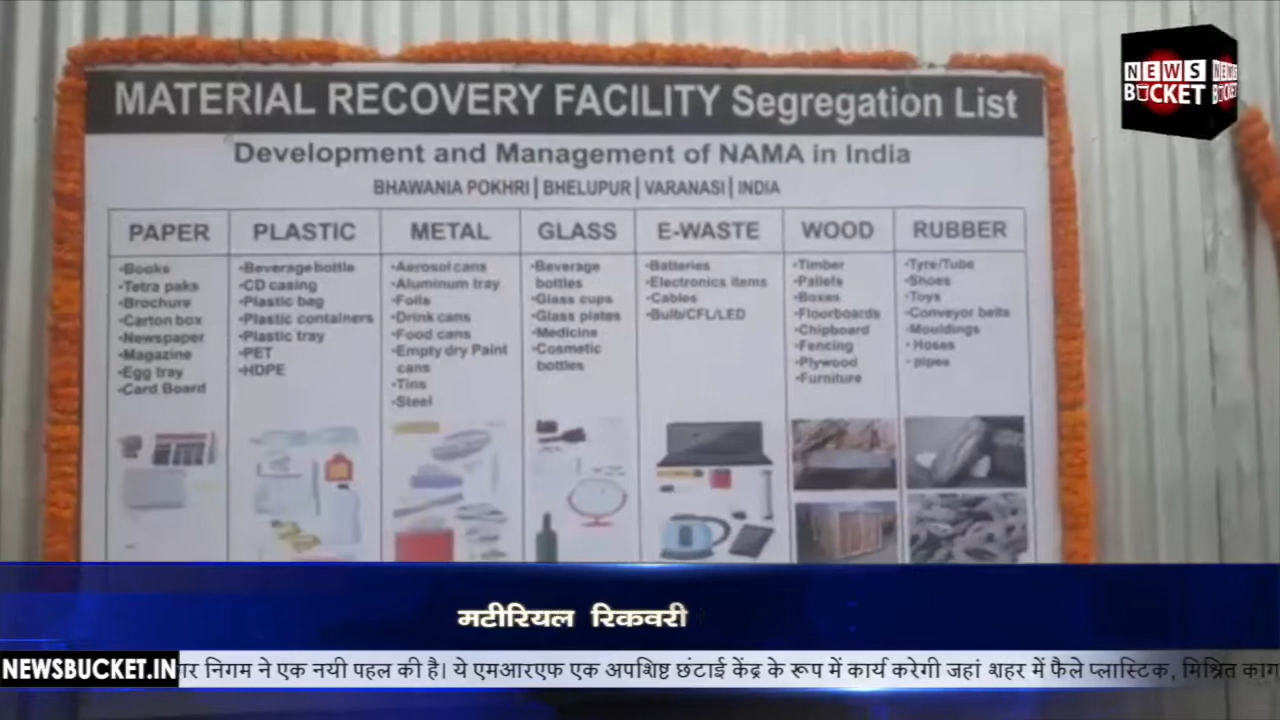 NEWS
BUCKET
NEWS
BUCKET
MATERIAL RECOVERY FACILITY Segregation List
Development and Management of NAMA in India
BHAWANIA POKHRI | BHELUPUR | VARANASI | INDIA
PAPER
•Books
•Tetra paks
•Brochure
•Carton box
•Newspaper
•Magazine
•Egg tray
•Card Board
PLASTIC
•Beverage bottle
•CD casing
•Plastic bag
•Plastic containers
•Plastic tray
•PET
•HDPE
METAL
•Aerosol cans
•Aluminum tray
•Foils
•Drink cans
•Food cans
•Empty dry Paint
cans
•Tins
•Steel
GLASS
•Beverage
bottles
•Glass cups
•Glass plates
•Medicine
•Cosmetic
bottles
E-WASTE
•Batteries
•Electronics items
•Cables
•Bulb/CFL/LED
WOOD
•Timber
•Pallets
•Boxes
•Floorboards
•Chipboard
•Fencing
•Plywood
•Furniture
RUBBER
•Tyre/Tube
•Shoes
•Toys
•Conveyor belts
•Mouldings
• Hoses
• pipes
मटीरियल रिकवरी
NEWSBUCKET.IN
निगम ने एक नयी पहल की है। ये एमआरएफ एक अपशिष्ट छंटाई केंद्र के रूप में कार्य करेगी जहां शहर में फैले प्लास्टिक, मिश्रित